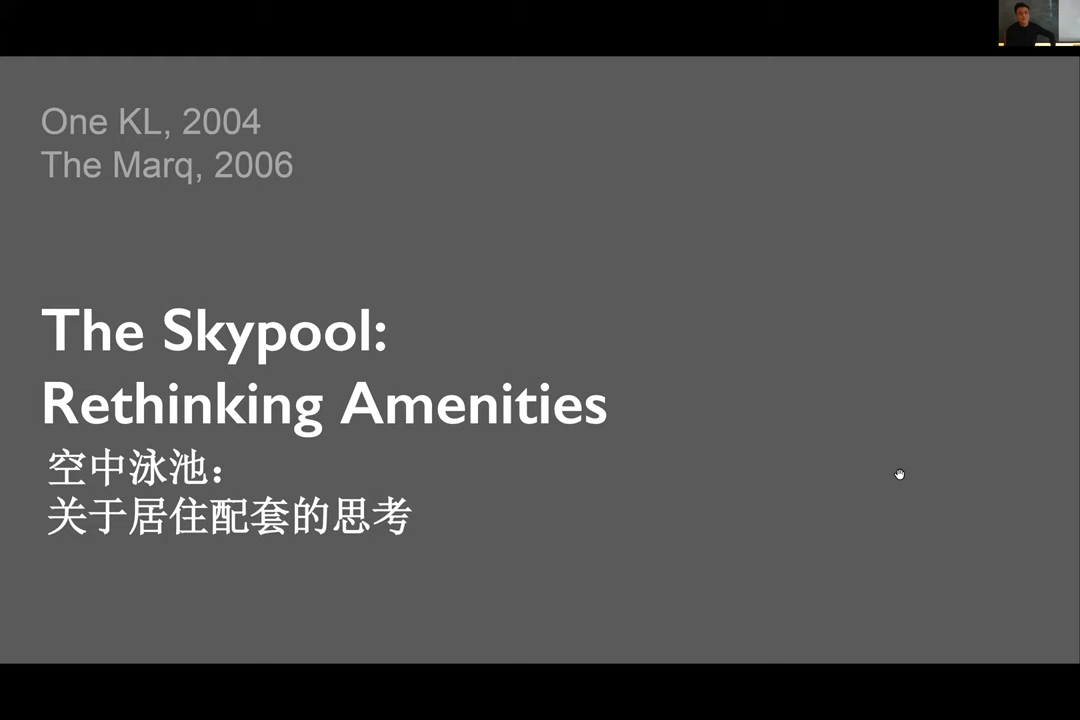 One KL, 2004
The Marq, 2006
The Skypool:
Rethinking Amenities
空中泳池：
关于居住配套的思考